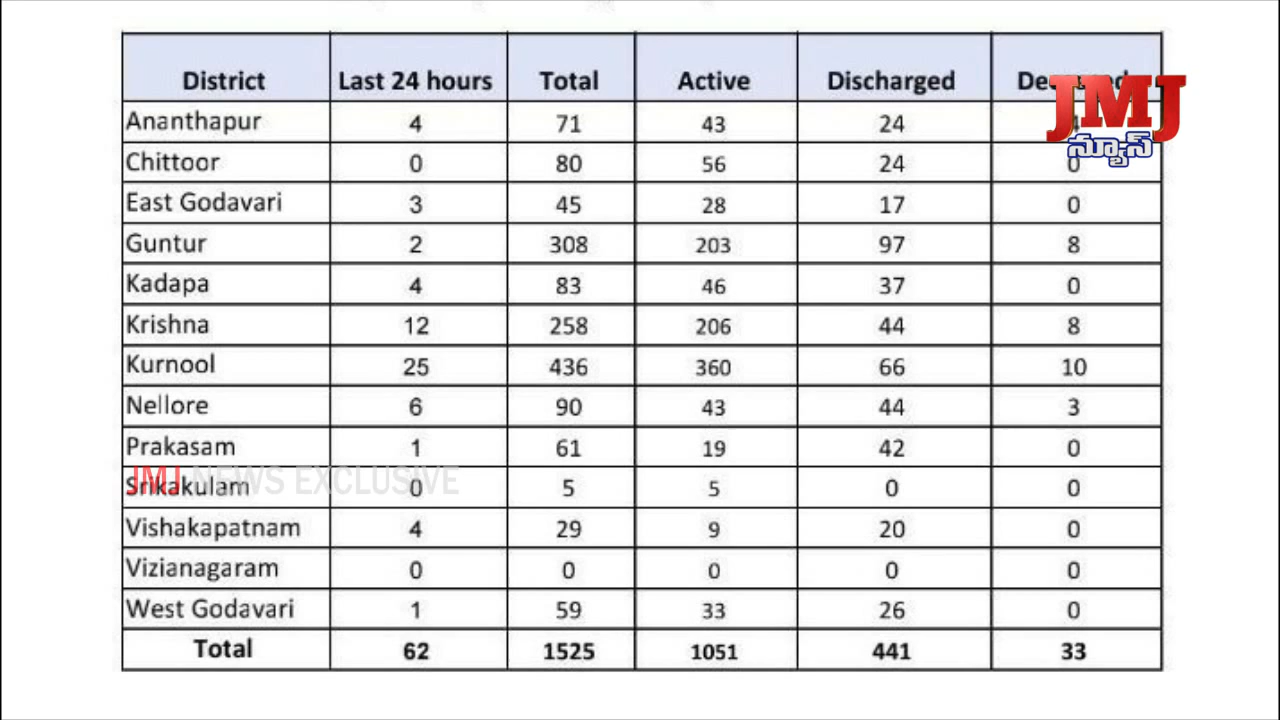 District Last 24 hours Total Active Discharged
Ananthapur 4 71 43 24 4
Chittoor 0 80 56 24 0
East Godavari 3 45 28 17 0
Guntur 2 308 203 97 8
Kadapa 4 83 46 37 0
Krishna 12 258 206 44 8
Kurnool 25 436 360 66 10
Nellore 6 90 43 44 3
Prakasam 1 61 19 42 0
Srikakulam 0 5 5 0 0
Vishakapatnam 4 29 9 20 0
Vizianagaram 0 0 0 0 0
West Godavari 1 59 33 26 0
Total 62 1525 1051 441 33
JMJ
న్యూస్
JMJ NEWS EXCLUSIVE